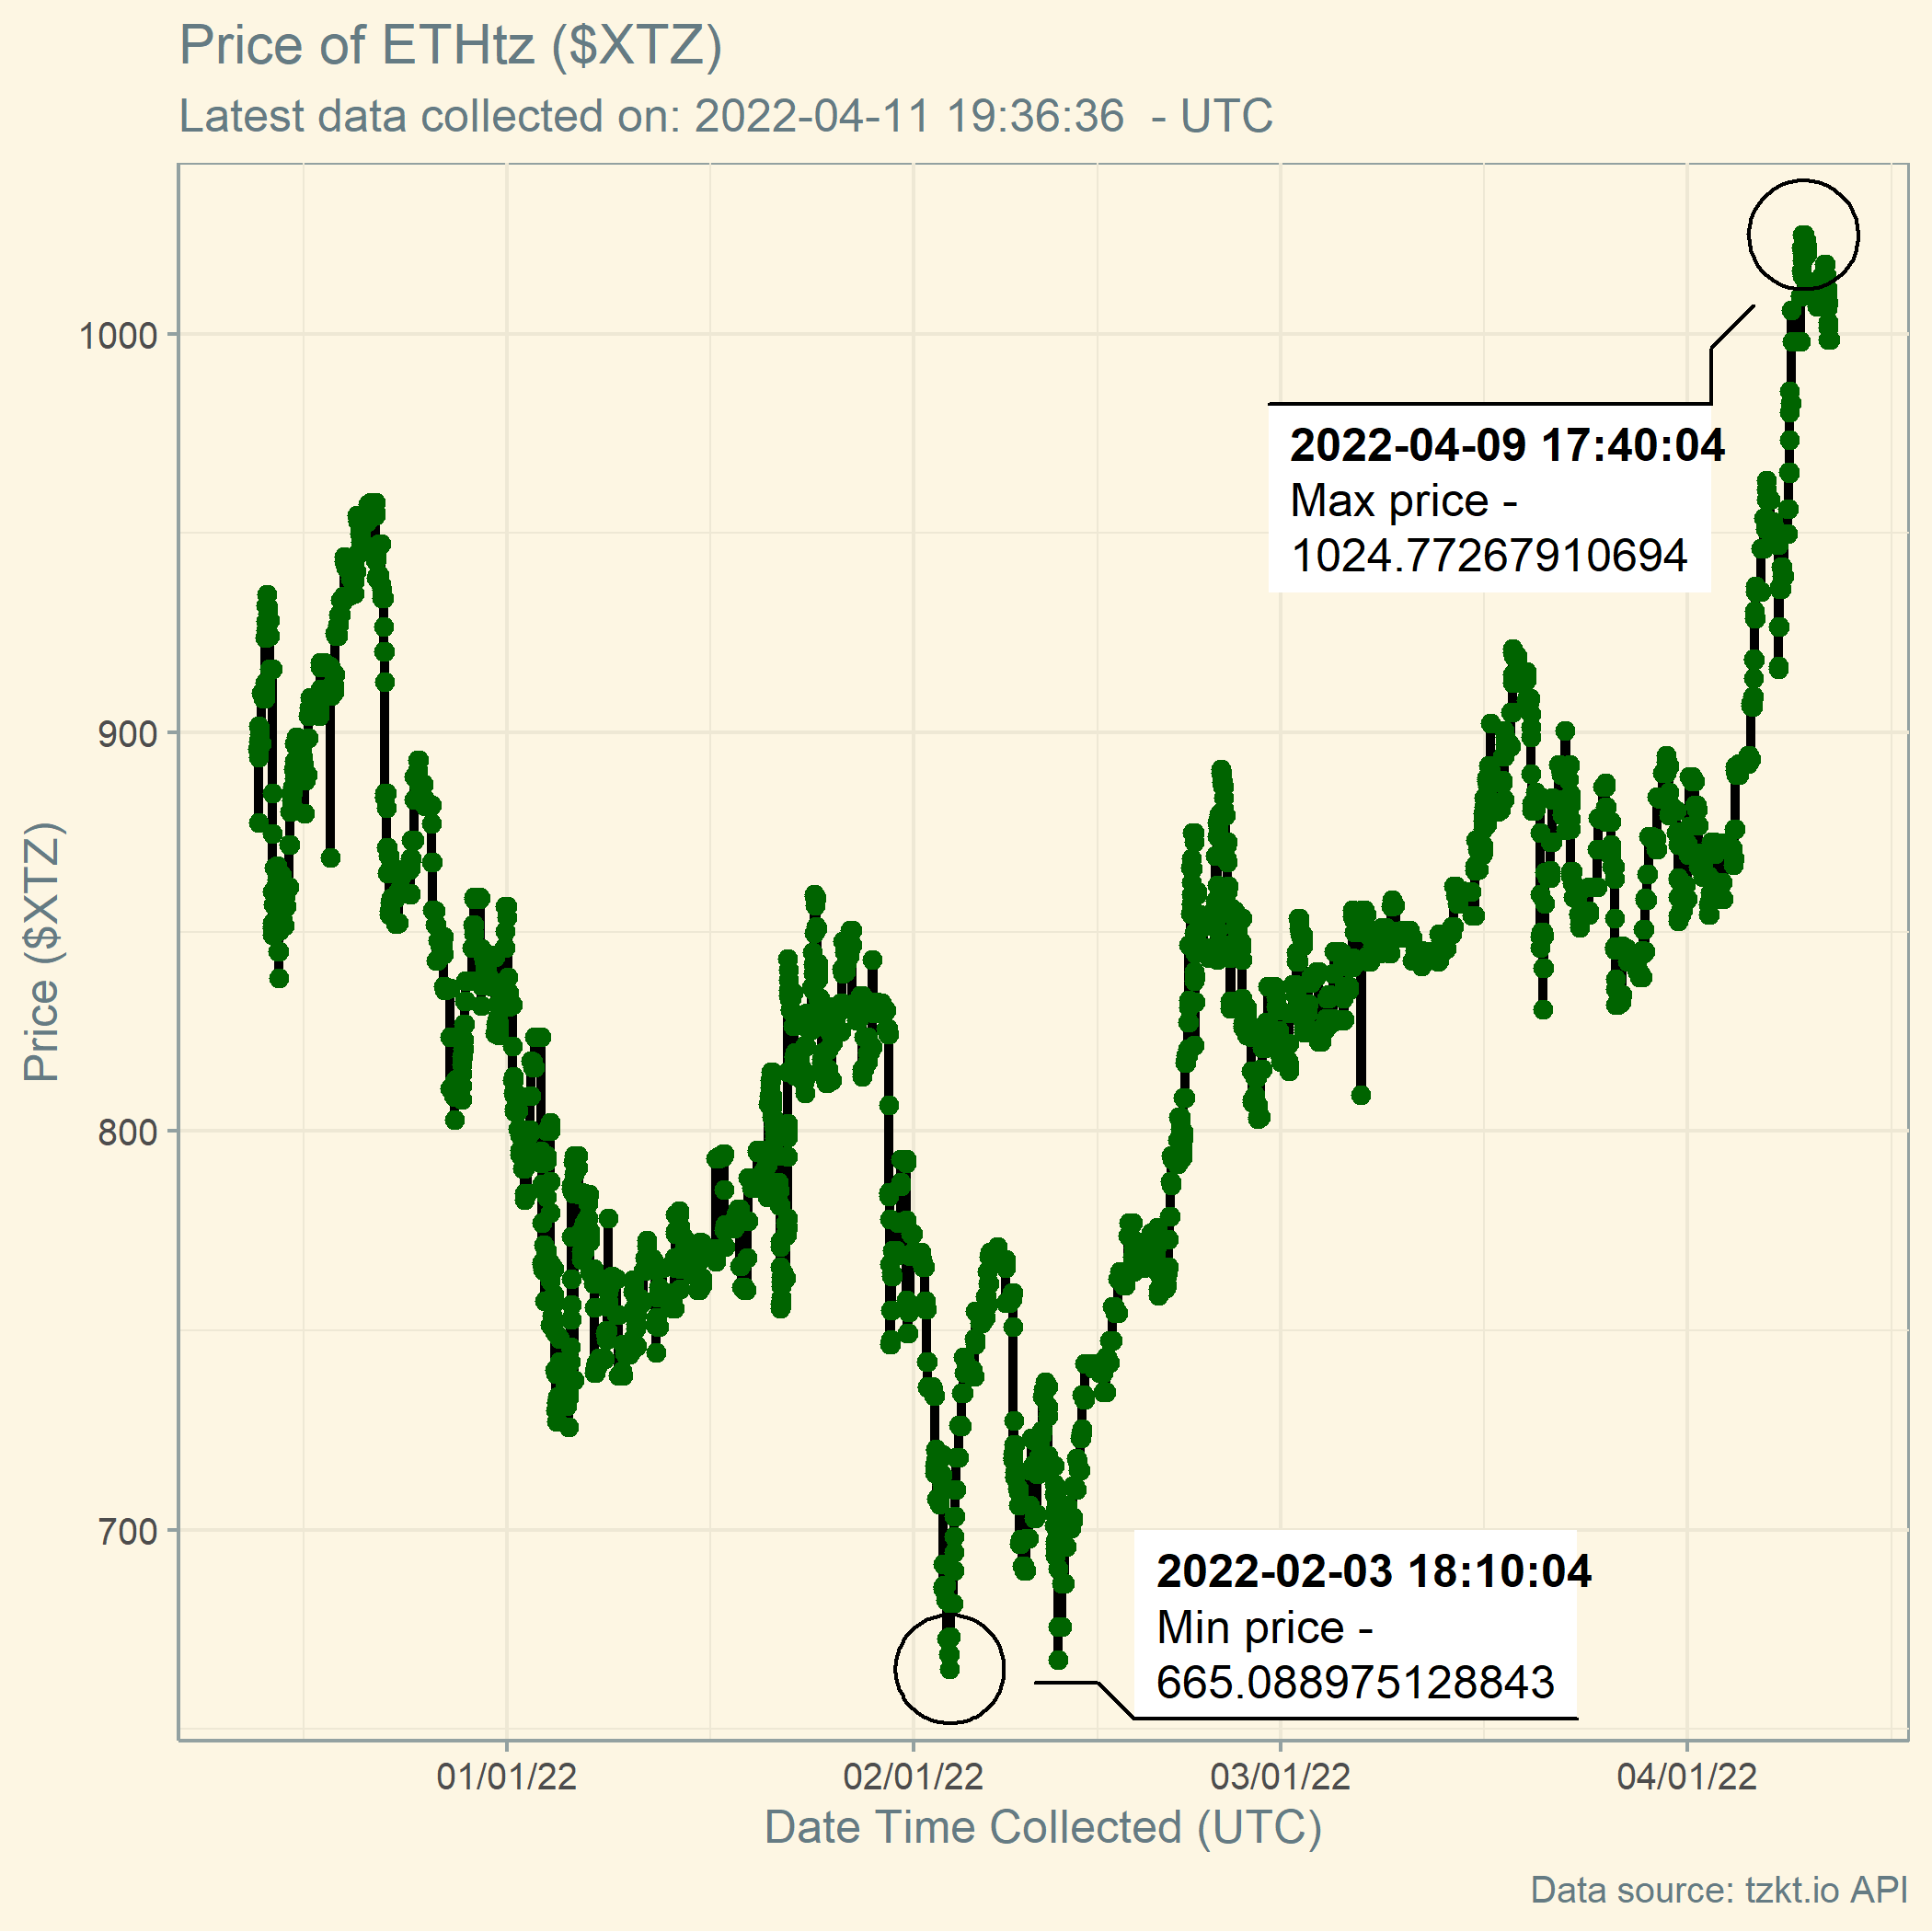 Price of ETHtz ($XTZ)
Latest data collected on: 2022-04-11 19:36:36  - UTC
Price ($XTZ)
1000
900
800
700
2022-04-09 17:40:04
Max price -
1024.77267910694
2022-02-03 18:10:04
Min price -
665.088975128843
01/01/22
02/01/22
03/01/22
04/01/22
Date Time Collected (UTC)
Data source: tzkt.io API